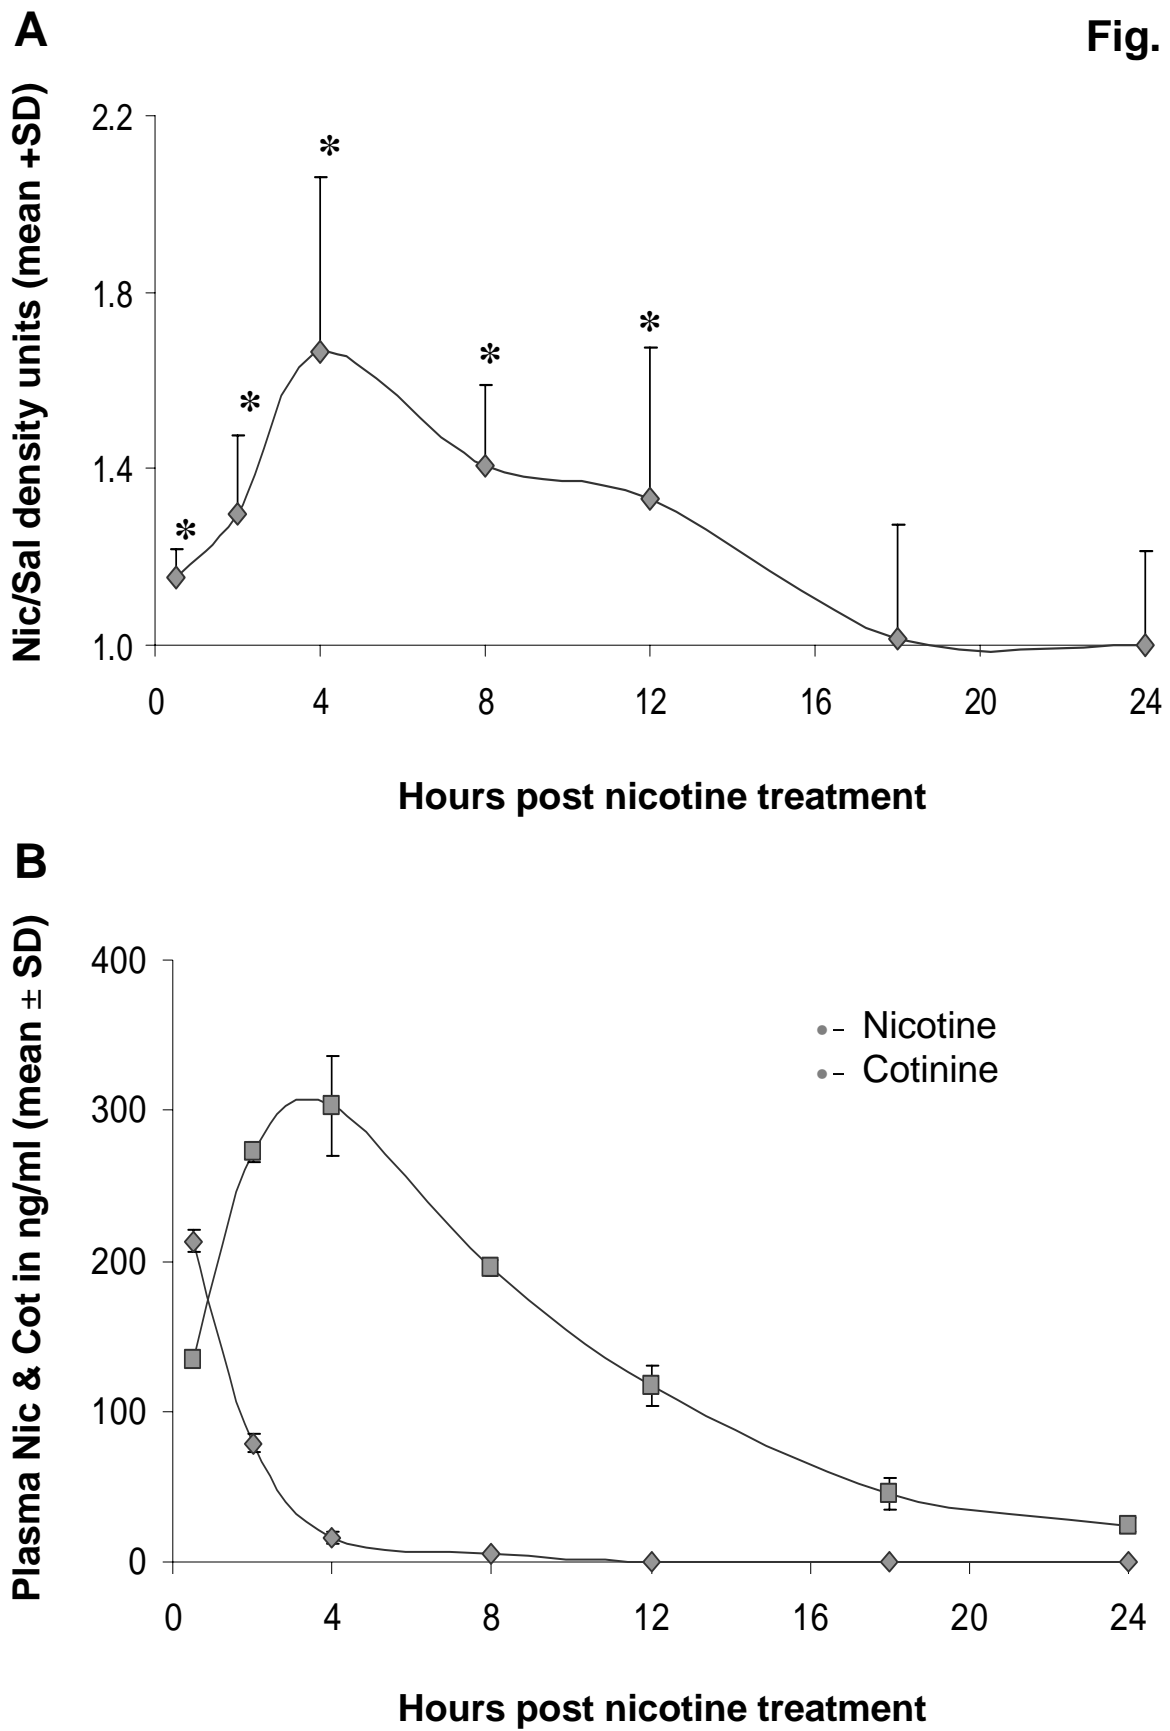 A
Fig.
Nic/Sal density units (mean +SD)
2.2
1.8
1.4
1.0
*
*
*
*
*
0 4 8 12 16 20 24
Hours post nicotine treatment
B
Plasma Nic & Cot in ng/ml (mean ± SD)
400
300
200
100
0
Nicotine
Cotinine
0 4 8 12 16 20 24
Hours post nicotine treatment